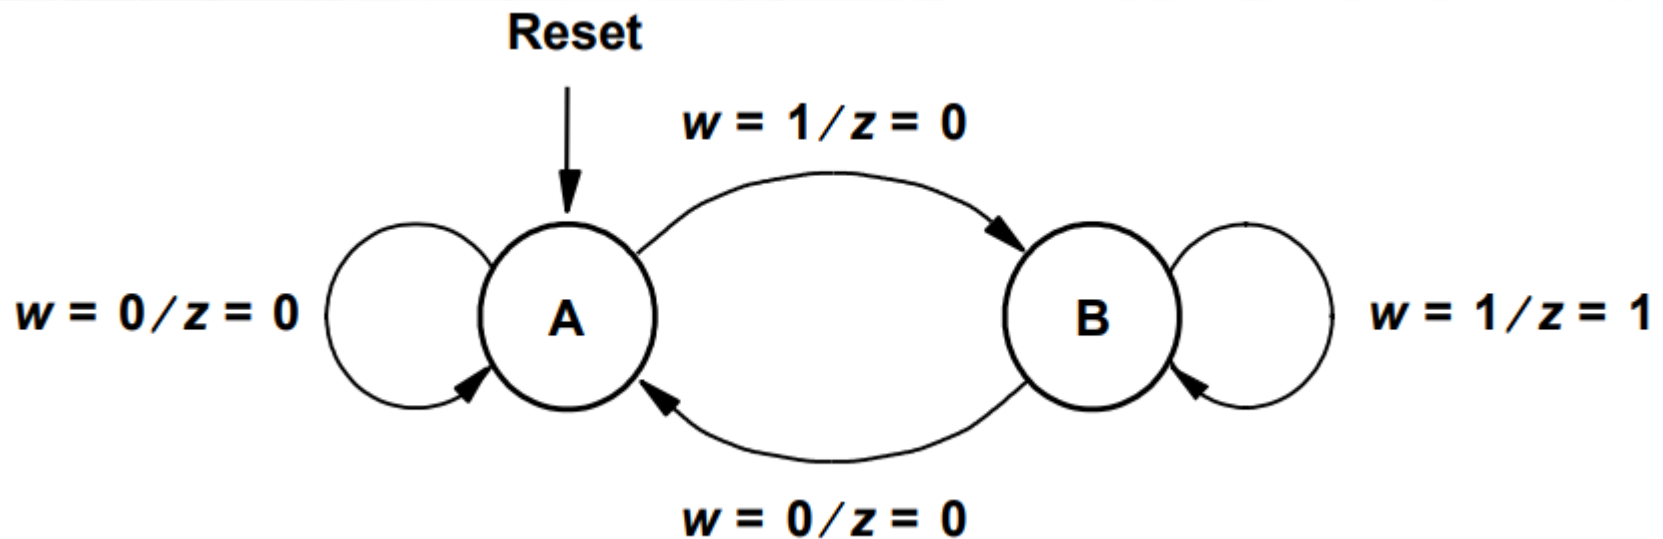 Reset
w = 1/z = 0
w = 0/z = 0
A
B
w = 1/z = 1
w = 0/z = 0